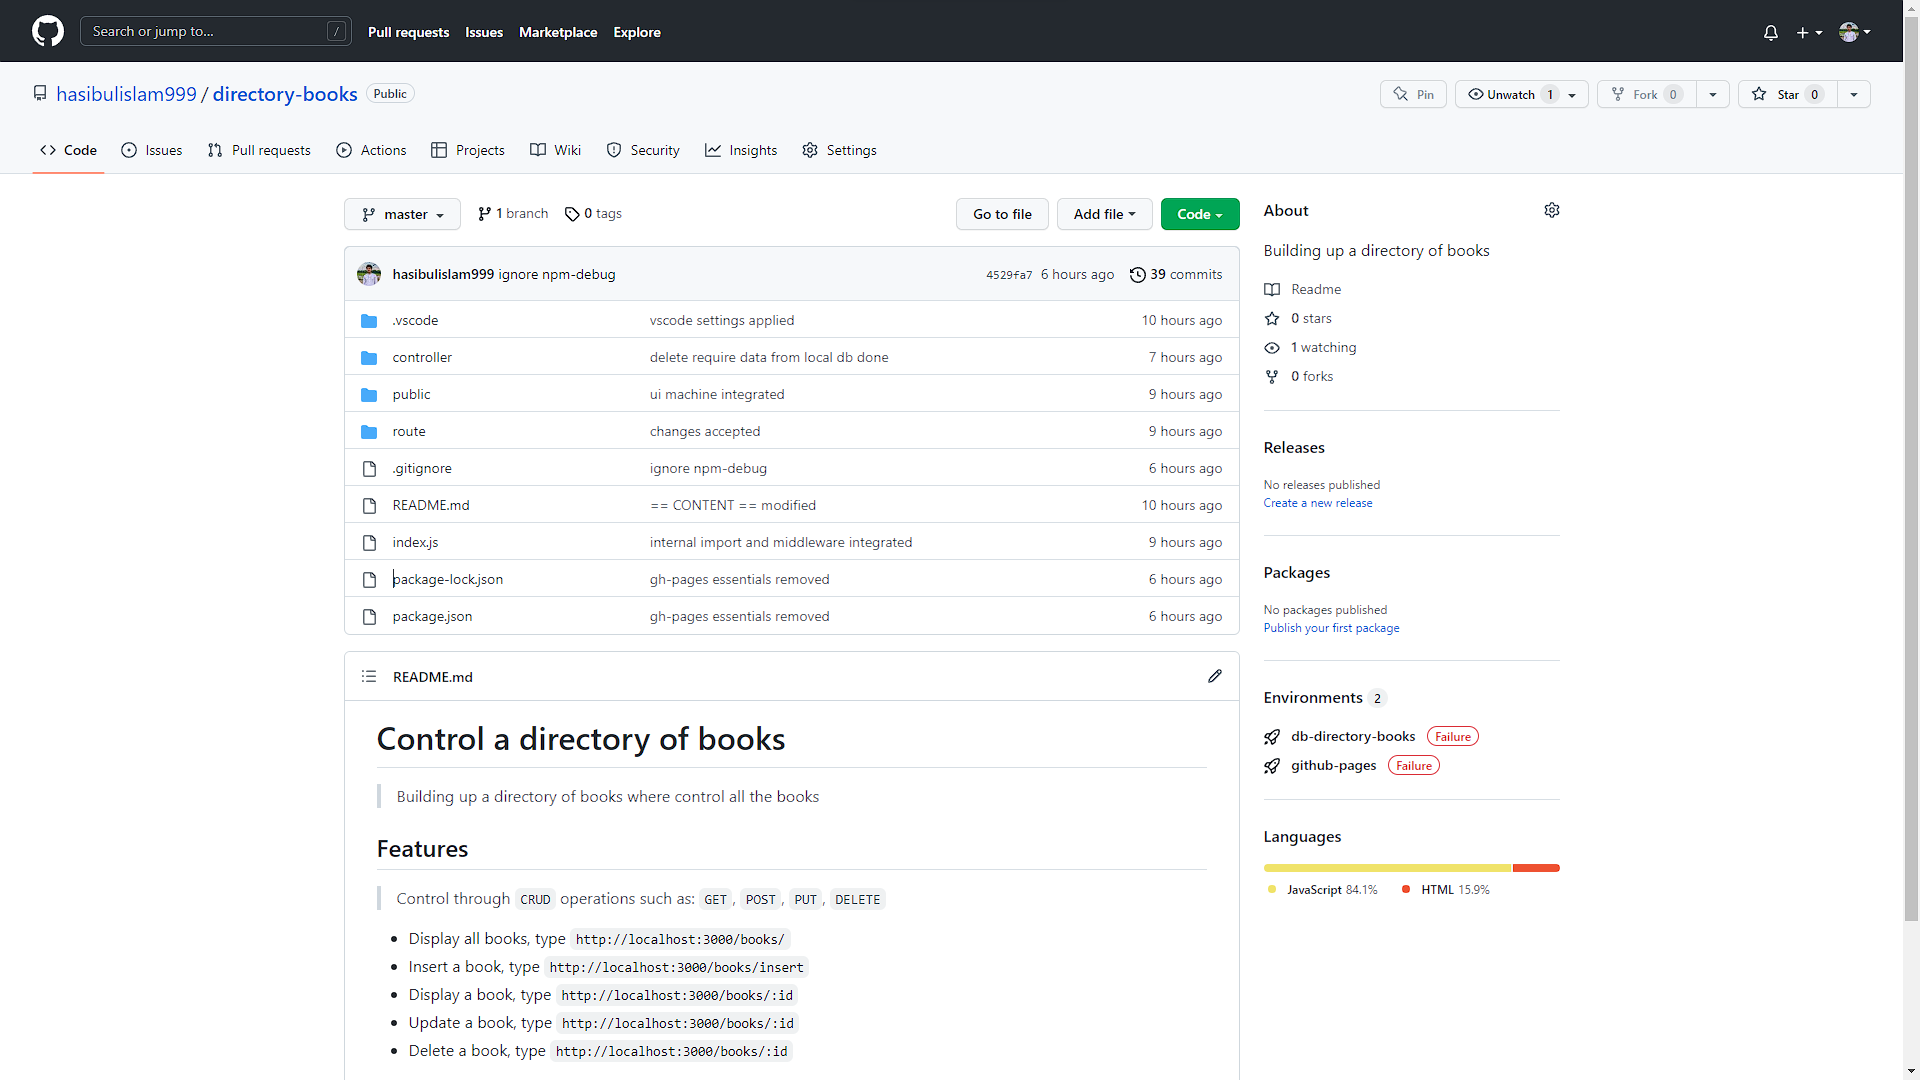 Search or jump to... /
Pull requests Issues Marketplace Explore
hasibulislam999 / directory-books Public
Pin Unwatch 1 Fork 0 Star 0
Code Issues Pull requests Actions Projects Wiki Security Insights Settings
master 1 branch 0 tags Go to file Add file Code
hasibulislam999 ignore npm-debug 4529fa7 6 hours ago 39 commits
.vscode vscode settings applied 10 hours ago
controller delete require data from local db done 7 hours ago
public ui machine integrated 9 hours ago
route changes accepted 9 hours ago
.gitignore ignore npm-debug 6 hours ago
README.md == CONTENT == modified 10 hours ago
index.js internal import and middleware integrated 9 hours ago
package-lock.json gh-pages essentials removed 6 hours ago
package.json gh-pages essentials removed 6 hours ago
README.md
Control a directory of books
Building up a directory of books where control all the books
Features
Control through CRUD operations such as: GET, POST, PUT, DELETE
Display all books, type http://localhost:3000/books/
Insert a book, type http://localhost:3000/books/insert
Display a book, type http://localhost:3000/books/:id
Update a book, type http://localhost:3000/books/:id
Delete a book, type http://localhost:3000/books/:id
About
Building up a directory of books
Readme
0 stars
1 watching
0 forks
Releases
No releases published
Create a new release
Packages
No packages published
Publish your first package
Environments 2
db-directory-books Failure
github-pages Failure
Languages
JavaScript 84.1% HTML 15.9%